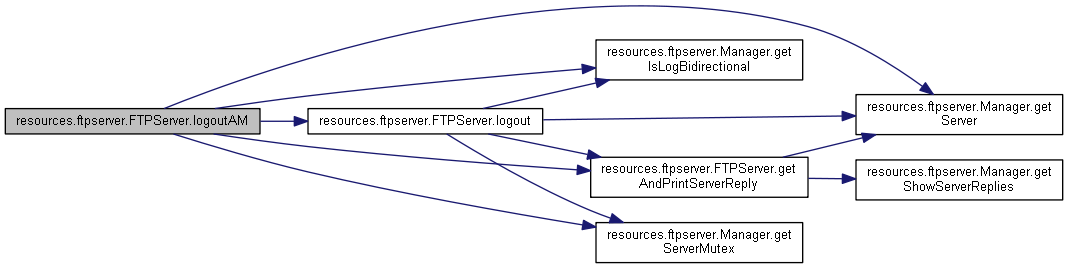 resources.ftpserver.Manager.get
IsLogBidirectional
resources.ftpserver.FTPServer.logoutAM
resources.ftpserver.FTPServer.logout
resources.ftpserver.Manager.get
Server
resources.ftpserver.FTPServer.get
AndPrintServerReply
resources.ftpserver.Manager.get
ShowServerReplies
resources.ftpserver.Manager.get
ServerMutex